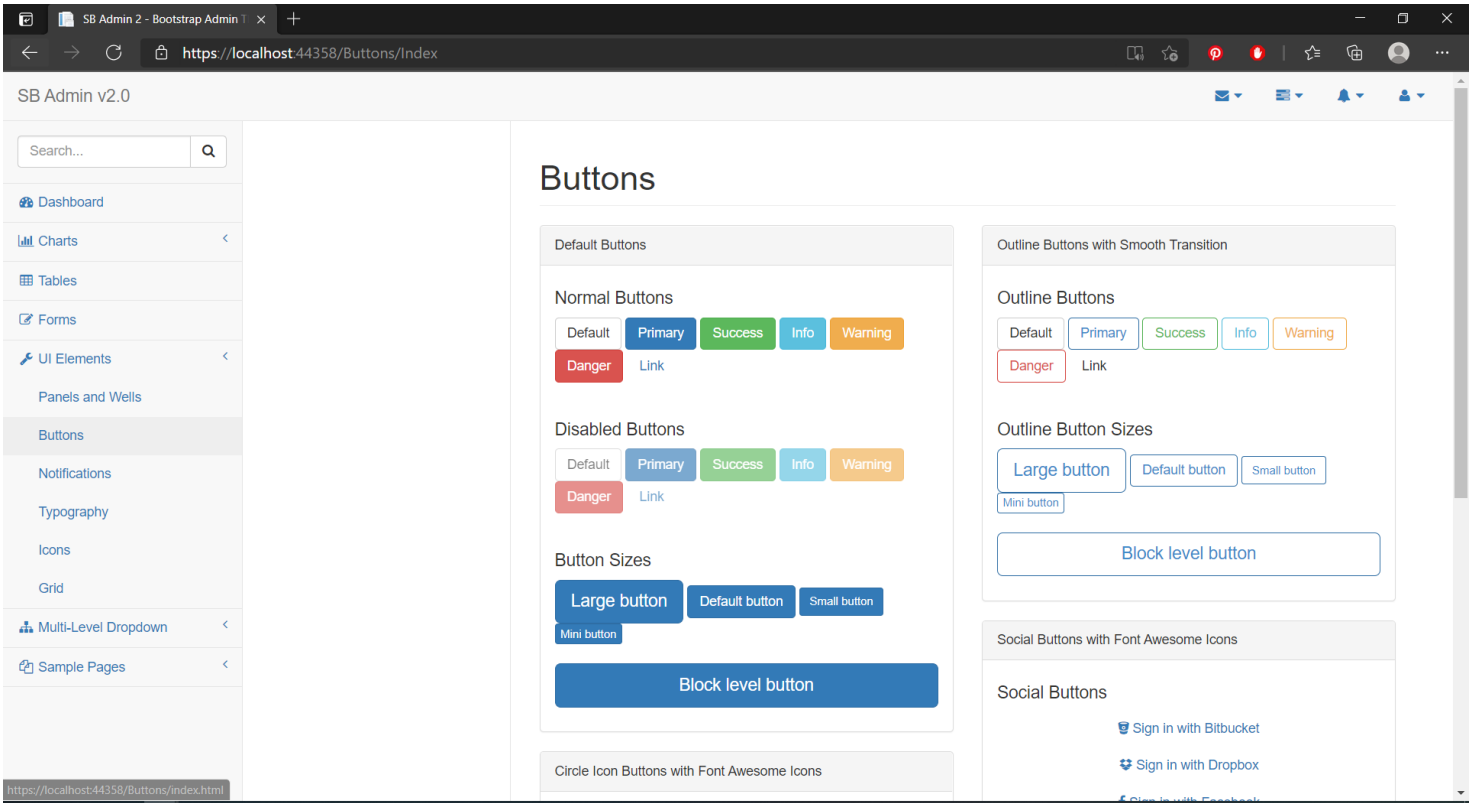 SB Admin 2 - Bootstrap Admin T
https://localhost:44358/Buttons/Index
SB Admin v2.0
Search...
Dashboard
Charts
Tables
Forms
UI Elements
Panels and Wells
Buttons
Notifications
Typography
Icons
Grid
Multi-Level Dropdown
Sample Pages
https://localhost:44358/Buttons/index.html
Buttons
Default Buttons
Normal Buttons
Default Primary Success Info Warning
Danger Link
Disabled Buttons
Default Primary Success Info Warning
Danger Link
Button Sizes
Large button Default button Small button
Mini button
Block level button
Circle Icon Buttons with Font Awesome Icons
Outline Buttons with Smooth Transition
Outline Buttons
Default Primary Success Info Warning
Danger Link
Outline Button Sizes
Large button Default button Small button
Mini button
Block level button
Social Buttons with Font Awesome Icons
Social Buttons
Sign in with Bitbucket
Sign in with Dropbox
Sign in with Facebook